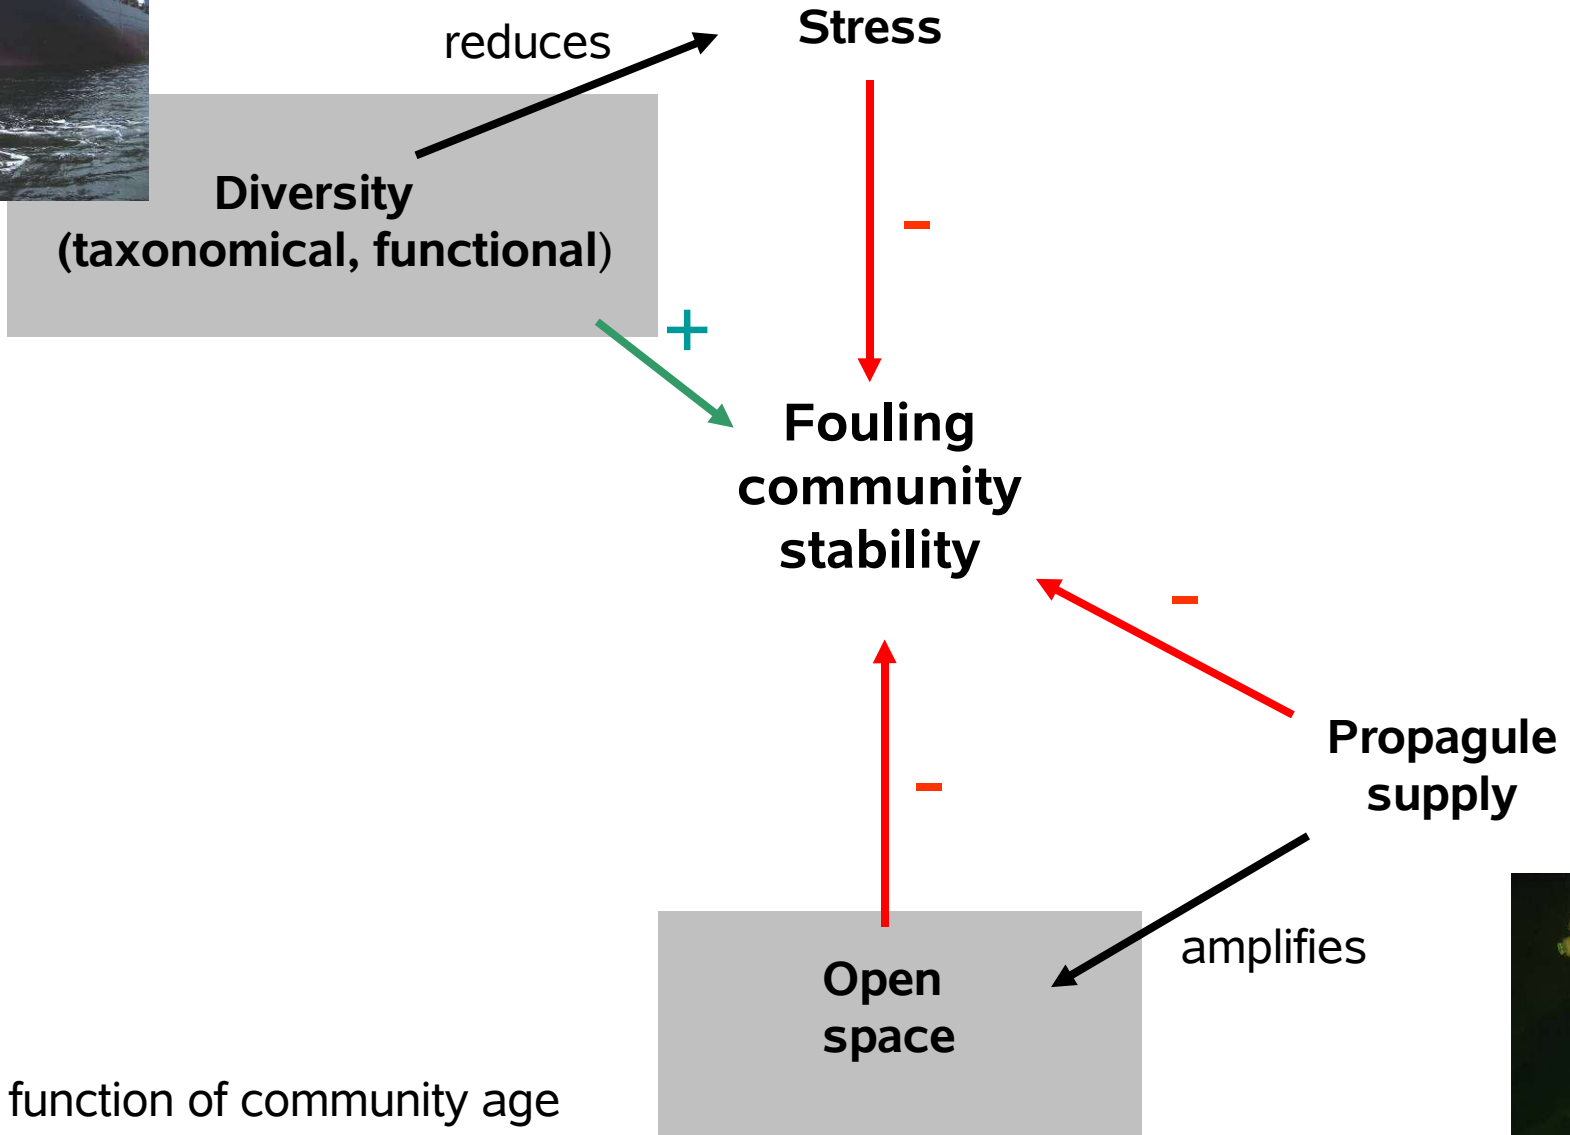 reduces
Stress
Diversity
(taxonomical, functional)
-
+
Fouling
community
stability
-
Propagule
supply
-
amplifies
Open
space
function of community age